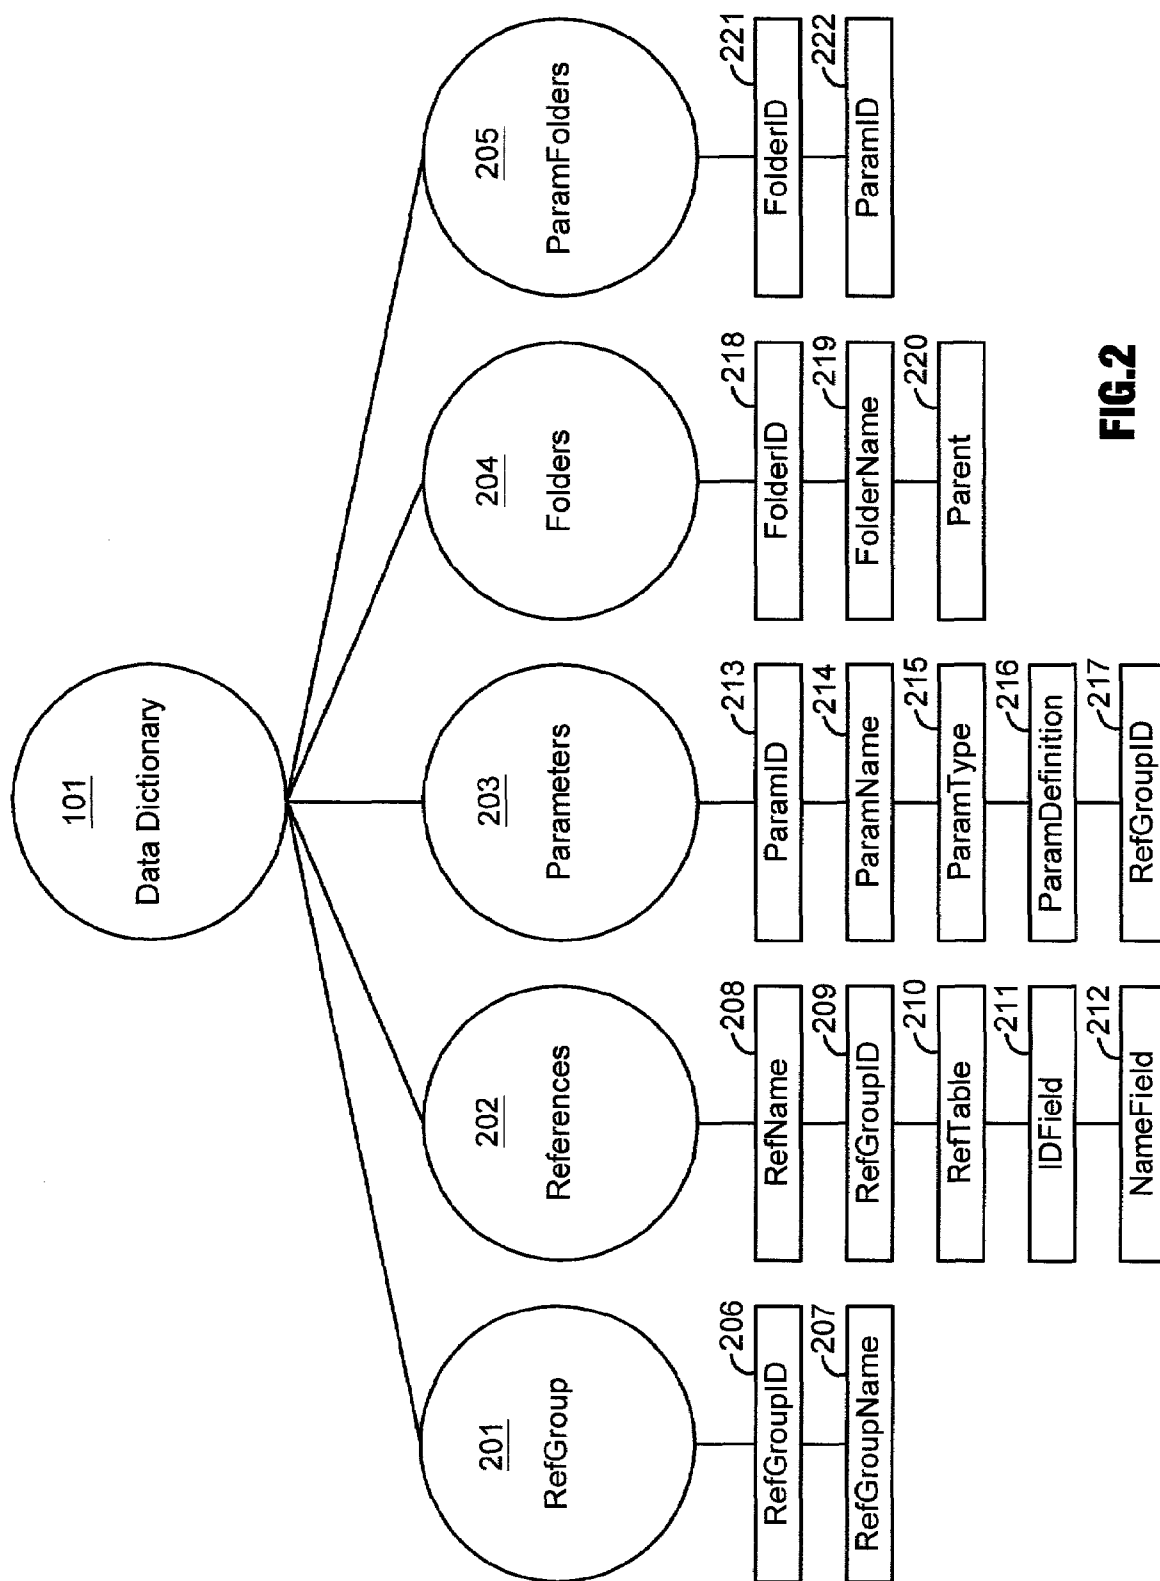 101
Data Dictionary
201
RefGroup
206
RefGroupID
207
RefGroupName
202
References
208
RefName
209
RefGroupID
210
RefTable
211
IDField
212
NameField
203
Parameters
213
ParamID
214
ParamName
215
ParamType
216
ParamDefinition
217
RefGroupID
204
Folders
218
FolderID
219
FolderName
220
Parent
205
ParamFolders
221
FolderID
222
ParamID
FIG.2